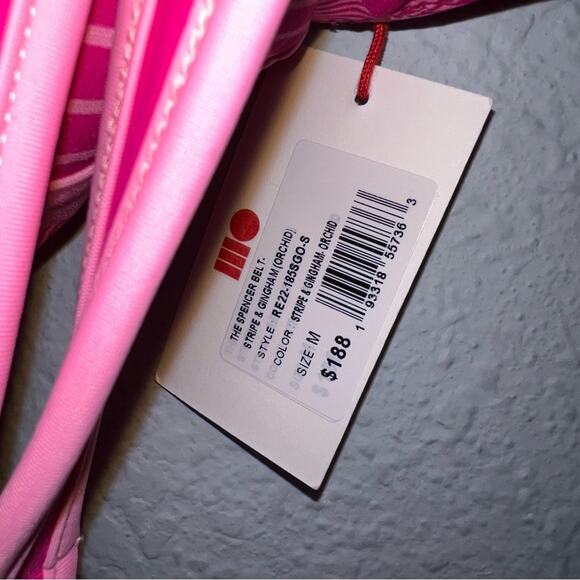 THE SPENCER BELT-
STRIPE & GINGHAM (ORCHID)
STYLE: RE22-185SGO-S
COLOR: STRIPE & GINGHAM- ORCHID
SIZE: M
$188
1 93318 55736 3